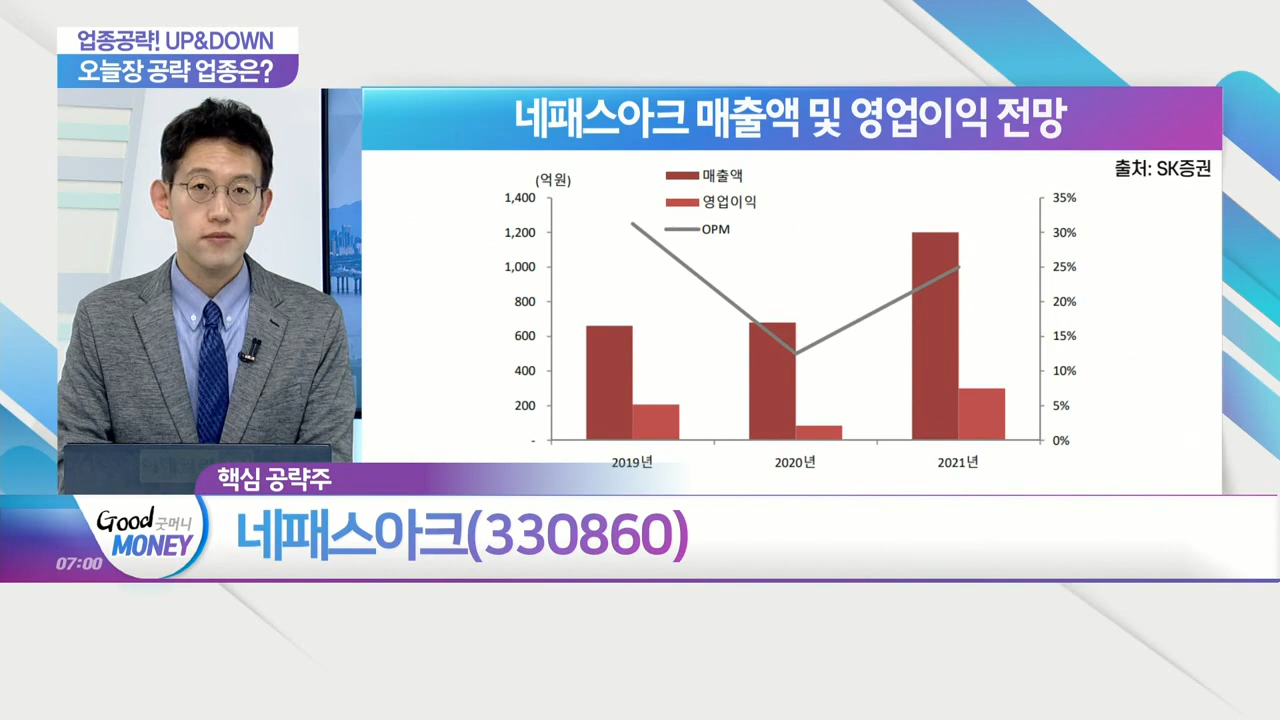 업종공략! UP&DOWN
오늘장 공략 업종은?
네패스아크 매출액 및 영업이익 전망
출처: SK증권
(억원)
매출액
영업이익
OPM
1,400
1,200
1,000
800
600
400
200
-
35%
30%
25%
20%
15%
10%
5%
0%
2019년
2020년
2021년
핵심 공략주
네패스아크(330860)
Good 굿머니
MONEY
07:00